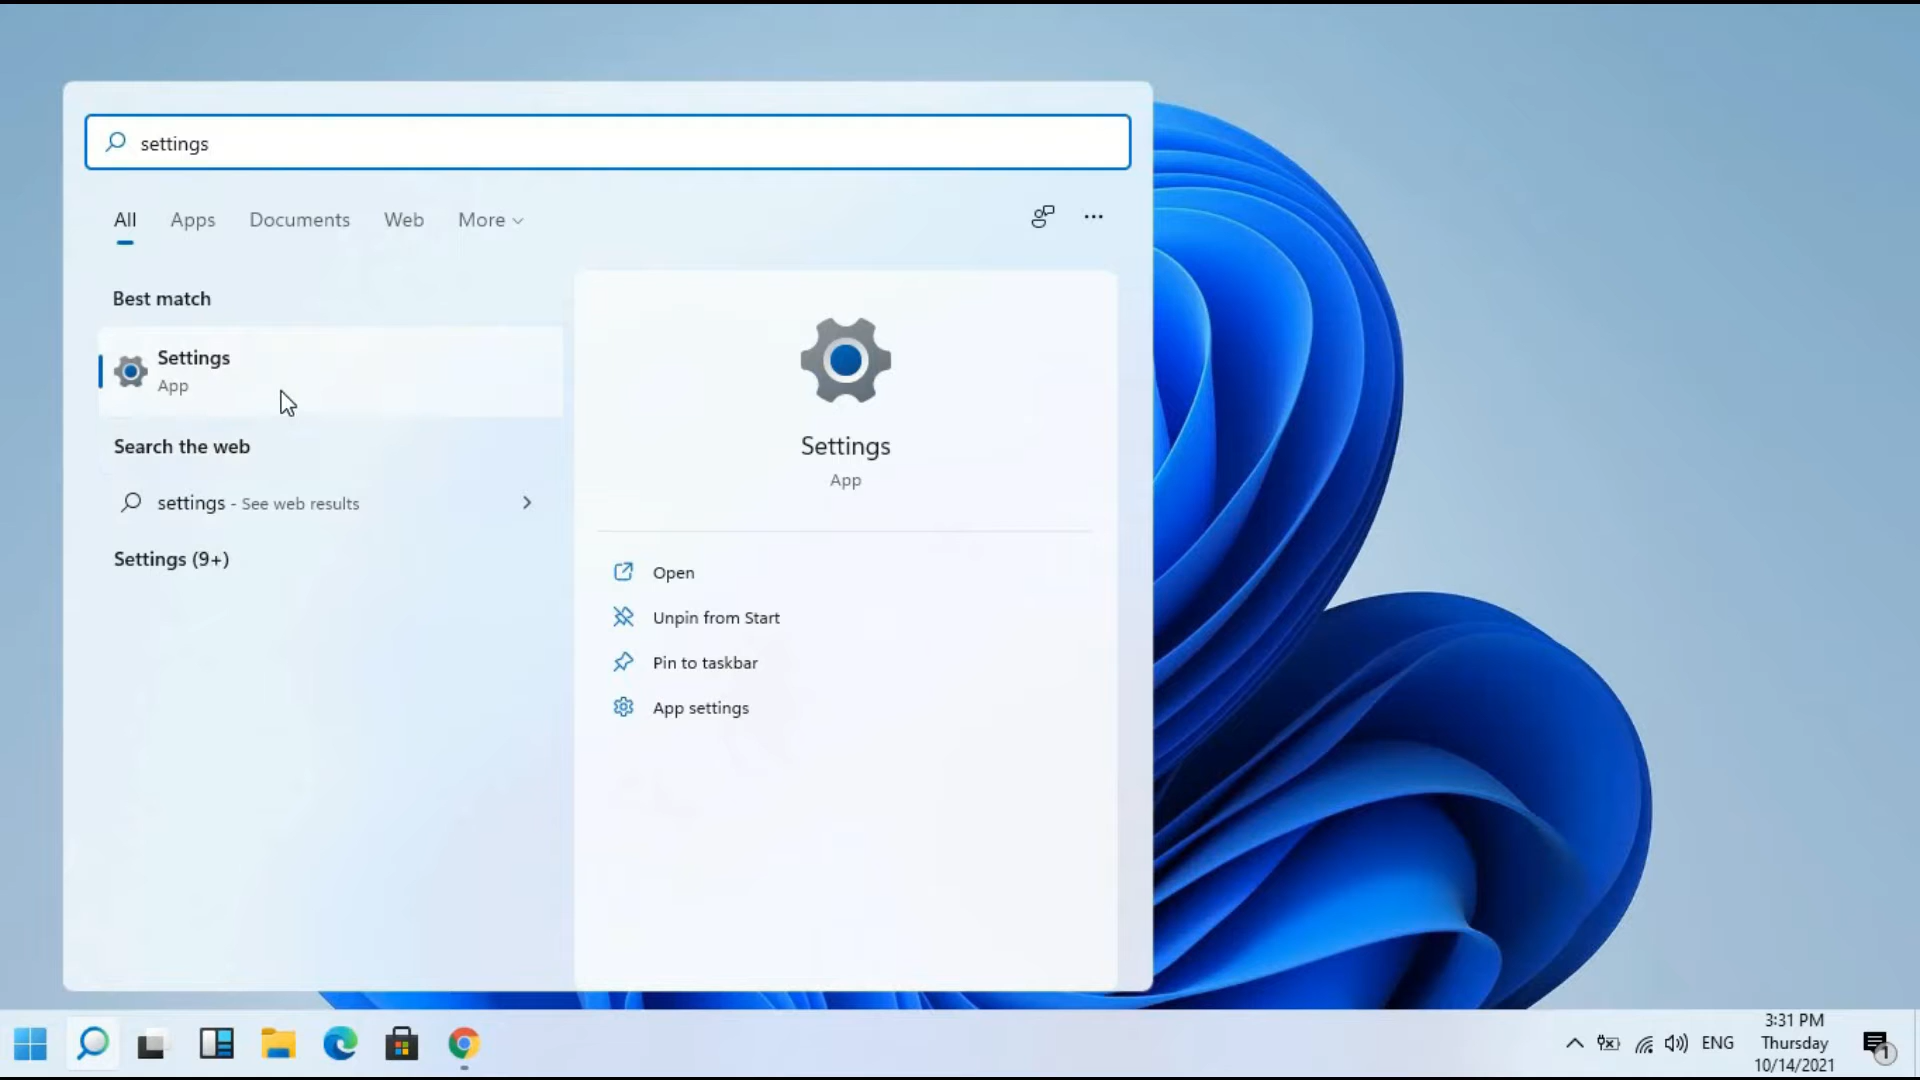 settings
All Apps Documents Web More
Best match
Settings
App
Search the web
settings - See web results
Settings (9+)
Settings
App
Open
Unpin from Start
Pin to taskbar
App settings
ENG
3:31 PM
Thursday
10/14/2021
1